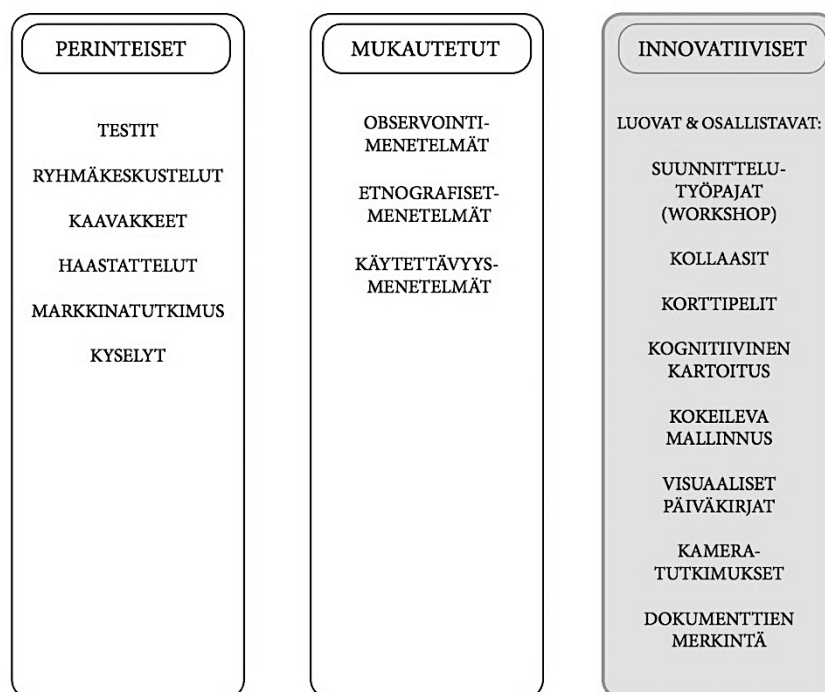 PERINTEISET
TESTIT
RYHMÄKESKUSTELUT
KAAVAKKEET
HAASTATTELUT
MARKKINATUTKIMUS
KYSELYT
MUKAUTETUT
OBSERVOINTI-
MENETELMÄT
ETNOGRAFISET-
MENETELMÄT
KÄYTETTÄVYYS-
MENETELMÄT
INNOVATIIVISET
LUOVAT & OSALLISTAVAT:
SUUNNITTELU-
TYÖPAJAT
(WORKSHOP)
KOLLAASIT
KORTTIPELIT
KOGNITIIVINEN
KARTOITUS
KOKEILEVA
MALLINNUS
VISUAALISET
PÄIVÄKIRJAT
KAMERA-
TUTKIMUKSET
DOKUMENTTIEN
MERKINTÄ